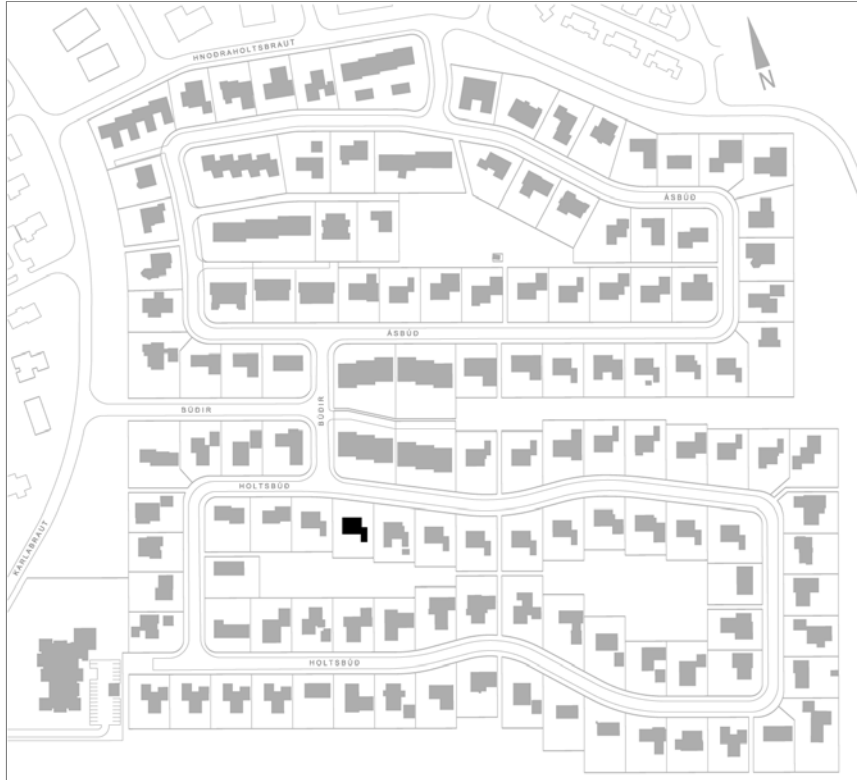 HNOÐRAHOLTSBRAUT
N
ÁSBÚÐ
ÁSBÚÐ
BÚÐIR
BÚÐIR
HOLTSBÚÐ
KARLABRAUT
HOLTSBÚÐ